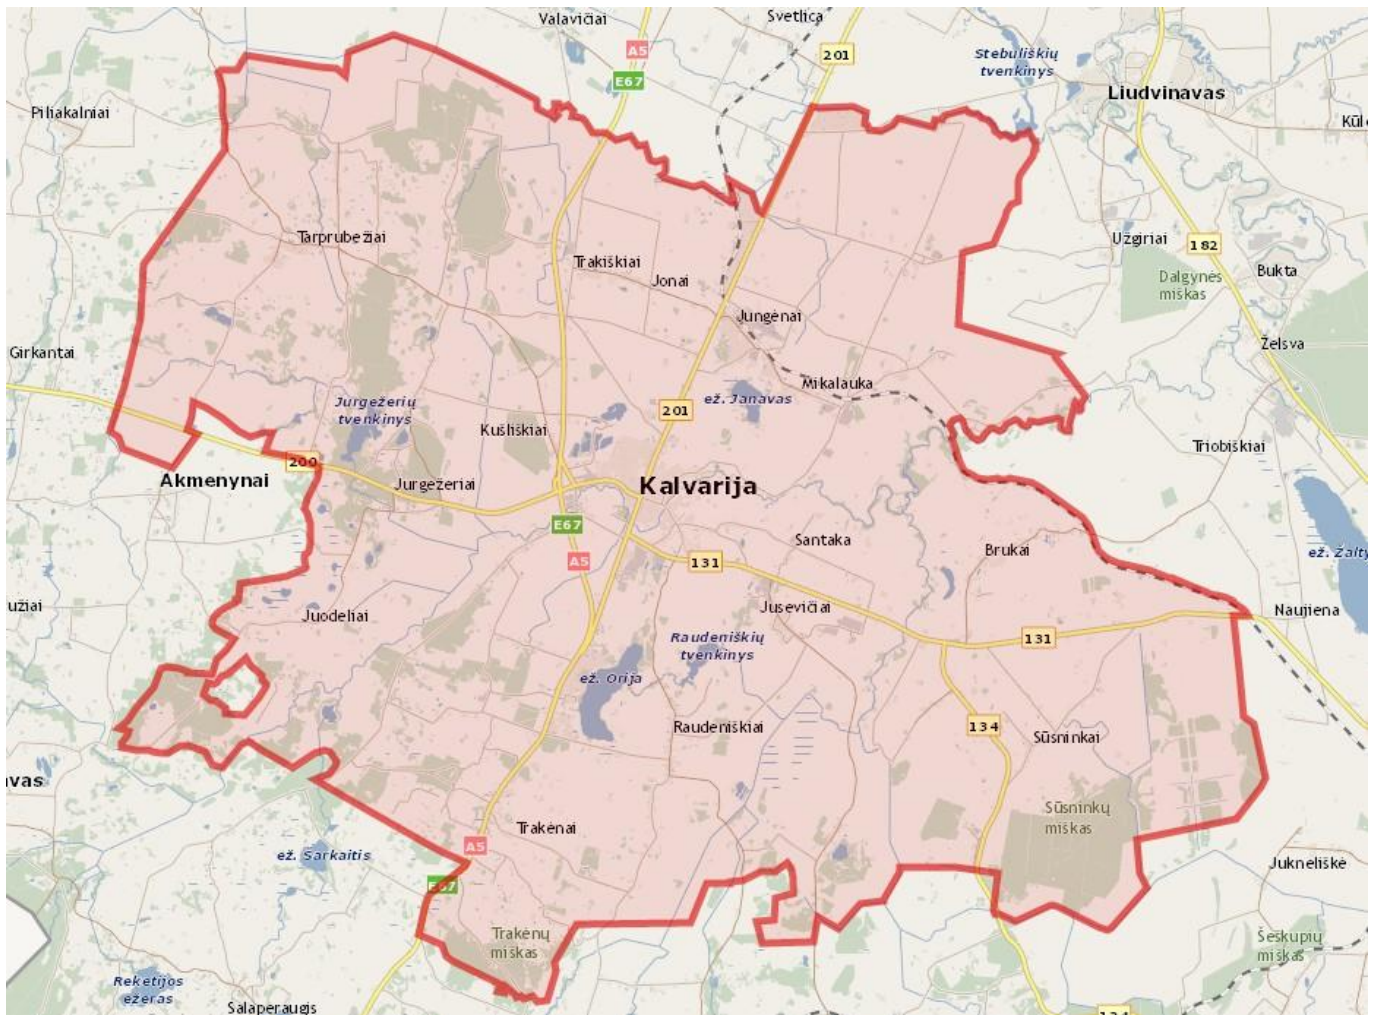 Valavičiai
Svetlica
A5
201
Stebuliškių
tvenkinys
E67
Liudvinavas
Piliakalniai
Tarprubežiai
Užgiriai
182
Trakiškiai
Jonai
Dalgynės
miškas
Bukta
Jungėnai
Girkantai
Želsva
Mikalauka
Jurgežerių
tvenkinys
ež. Janavas
201
Kušliškiai
Triobiškiai
200
Akmenynai
Jurgežeriai
Kalvarija
E67
Santaka
Brukai
A5
131
Juodeliai
Jusevičiai
Naujiena
Raudeniškių
tvenkinys
131
ež. Orija
Raudeniškiai
134
Sūsninkai
Sūsninkų
miškas
Trakėnai
A5
ež. Šarkaitis
E67
Jukneliškė
Trakėnų
miškas
Šeškupių
miškas
Reketijos
ežeras
Salaperaugis